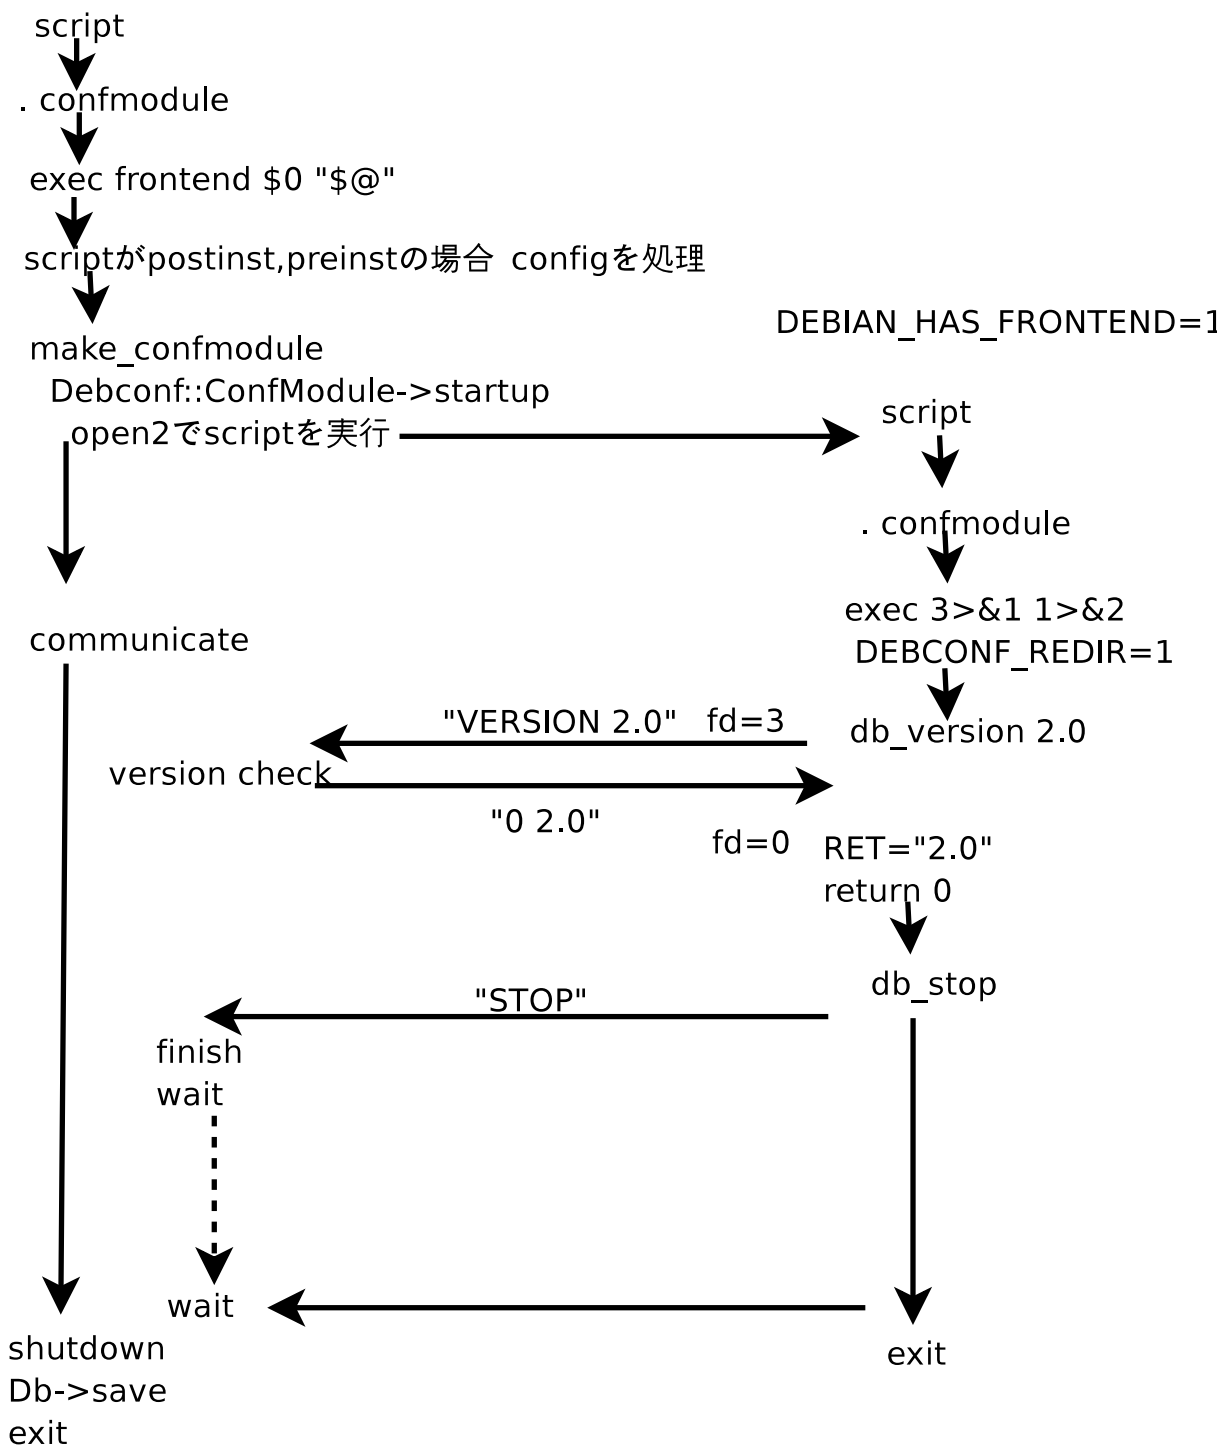 script
. confmodule
exec frontend $0 "$@"
scriptがpostinst,preinstの場合 configを処理
make_confmodule
Debconf::ConfModule->startup
open2でscriptを実行
DEBIAN_HAS_FRONTEND=1
script
. confmodule
exec 3>&1 1>&2
DEBCONF_REDIR=1
communicate
"VERSION 2.0" fd=3
db_version 2.0
version check
"0 2.0"
fd=0
RET="2.0"
return 0
db_stop
"STOP"
finish
wait
wait
exit
shutdown
Db->save
exit